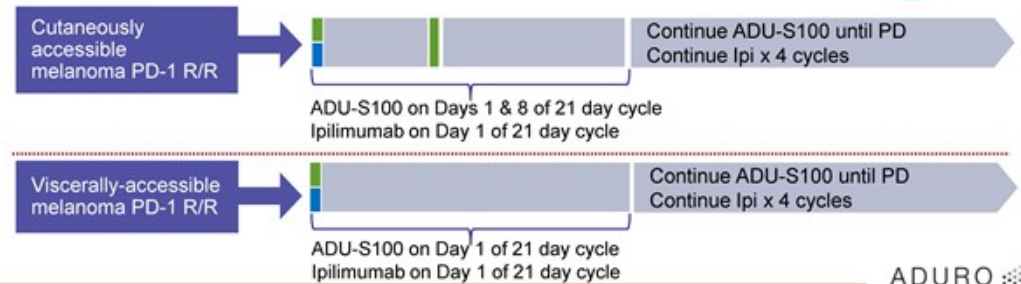 Cutaneously
accessible
melanoma PD-1 R/R
Continue ADU-S100 until PD
Continue Ipi x 4 cycles
ADU-S100 on Days 1 & 8 of 21 day cycle
Ipilimumab on Day 1 of 21 day cycle
Viscerally-accessible
melanoma PD-1 R/R
Continue ADU-S100 until PD
Continue Ipi x 4 cycles
ADU-S100 on Day 1 of 21 day cycle
Ipilimumab on Day 1 of 21 day cycle
ADURO